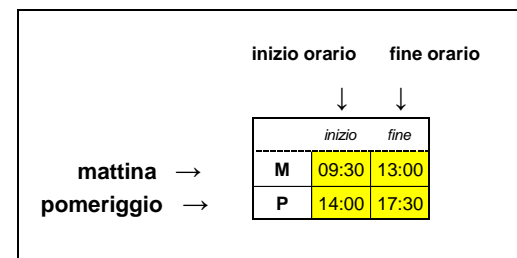 inizio orario fine orario
↓ ↓
inizio fine
mattina → M 09:30 13:00
pomeriggio → P 14:00 17:30